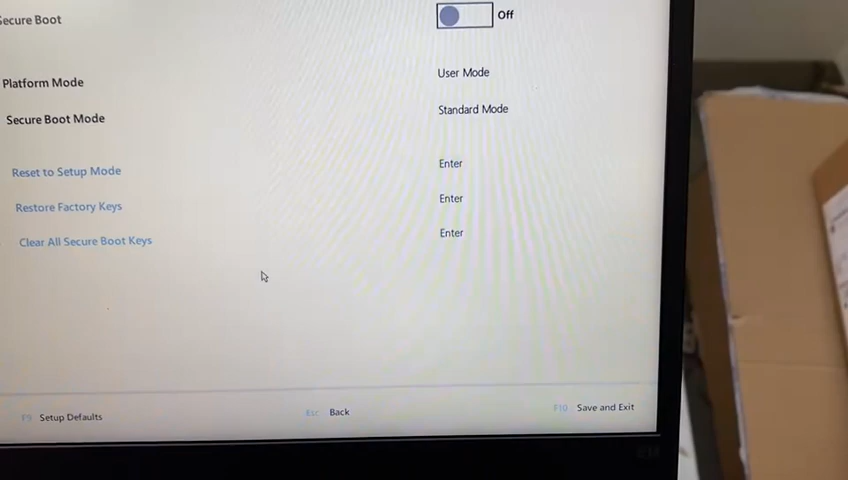 Secure Boot Off
Platform Mode User Mode
Secure Boot Mode Standard Mode
Reset to Setup Mode Enter
Restore Factory Keys Enter
Clear All Secure Boot Keys Enter
F9 Setup Defaults Esc Back F10 Save and Exit